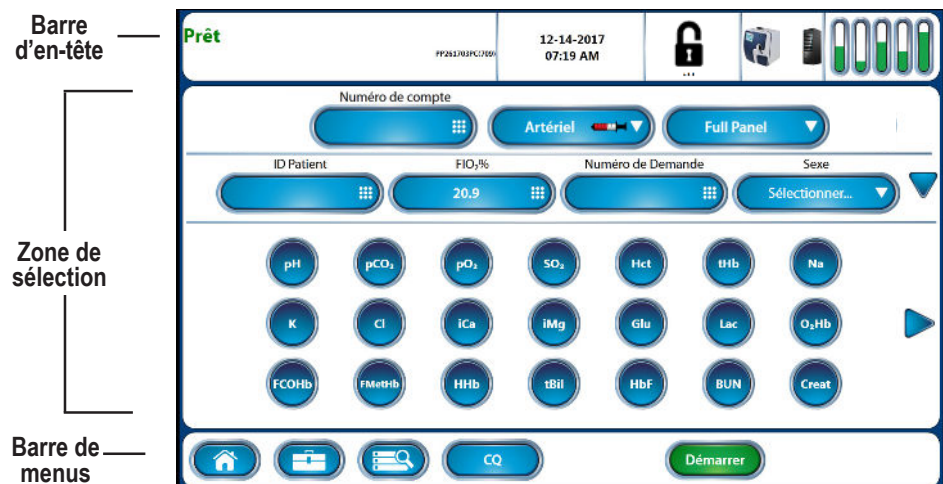 Barre
d'en-tête
Prêt
PP261703PC(709)
12-14-2017
07:19 AM
Zone de
sélection
Numéro de compte
Artériel
Full Panel
ID Patient
FIO₂%
Numéro de Demande
Sexe
20.9
Sélectionner...
pH
pCO₂
pO₂
SO₂
Hct
tHb
Na
K
Cl
iCa
iMg
Glu
Lac
O₂Hb
FCOHb
FMetHb
HHb
tBil
HbF
BUN
Creat
Barre de
menus
CQ
Démarrer